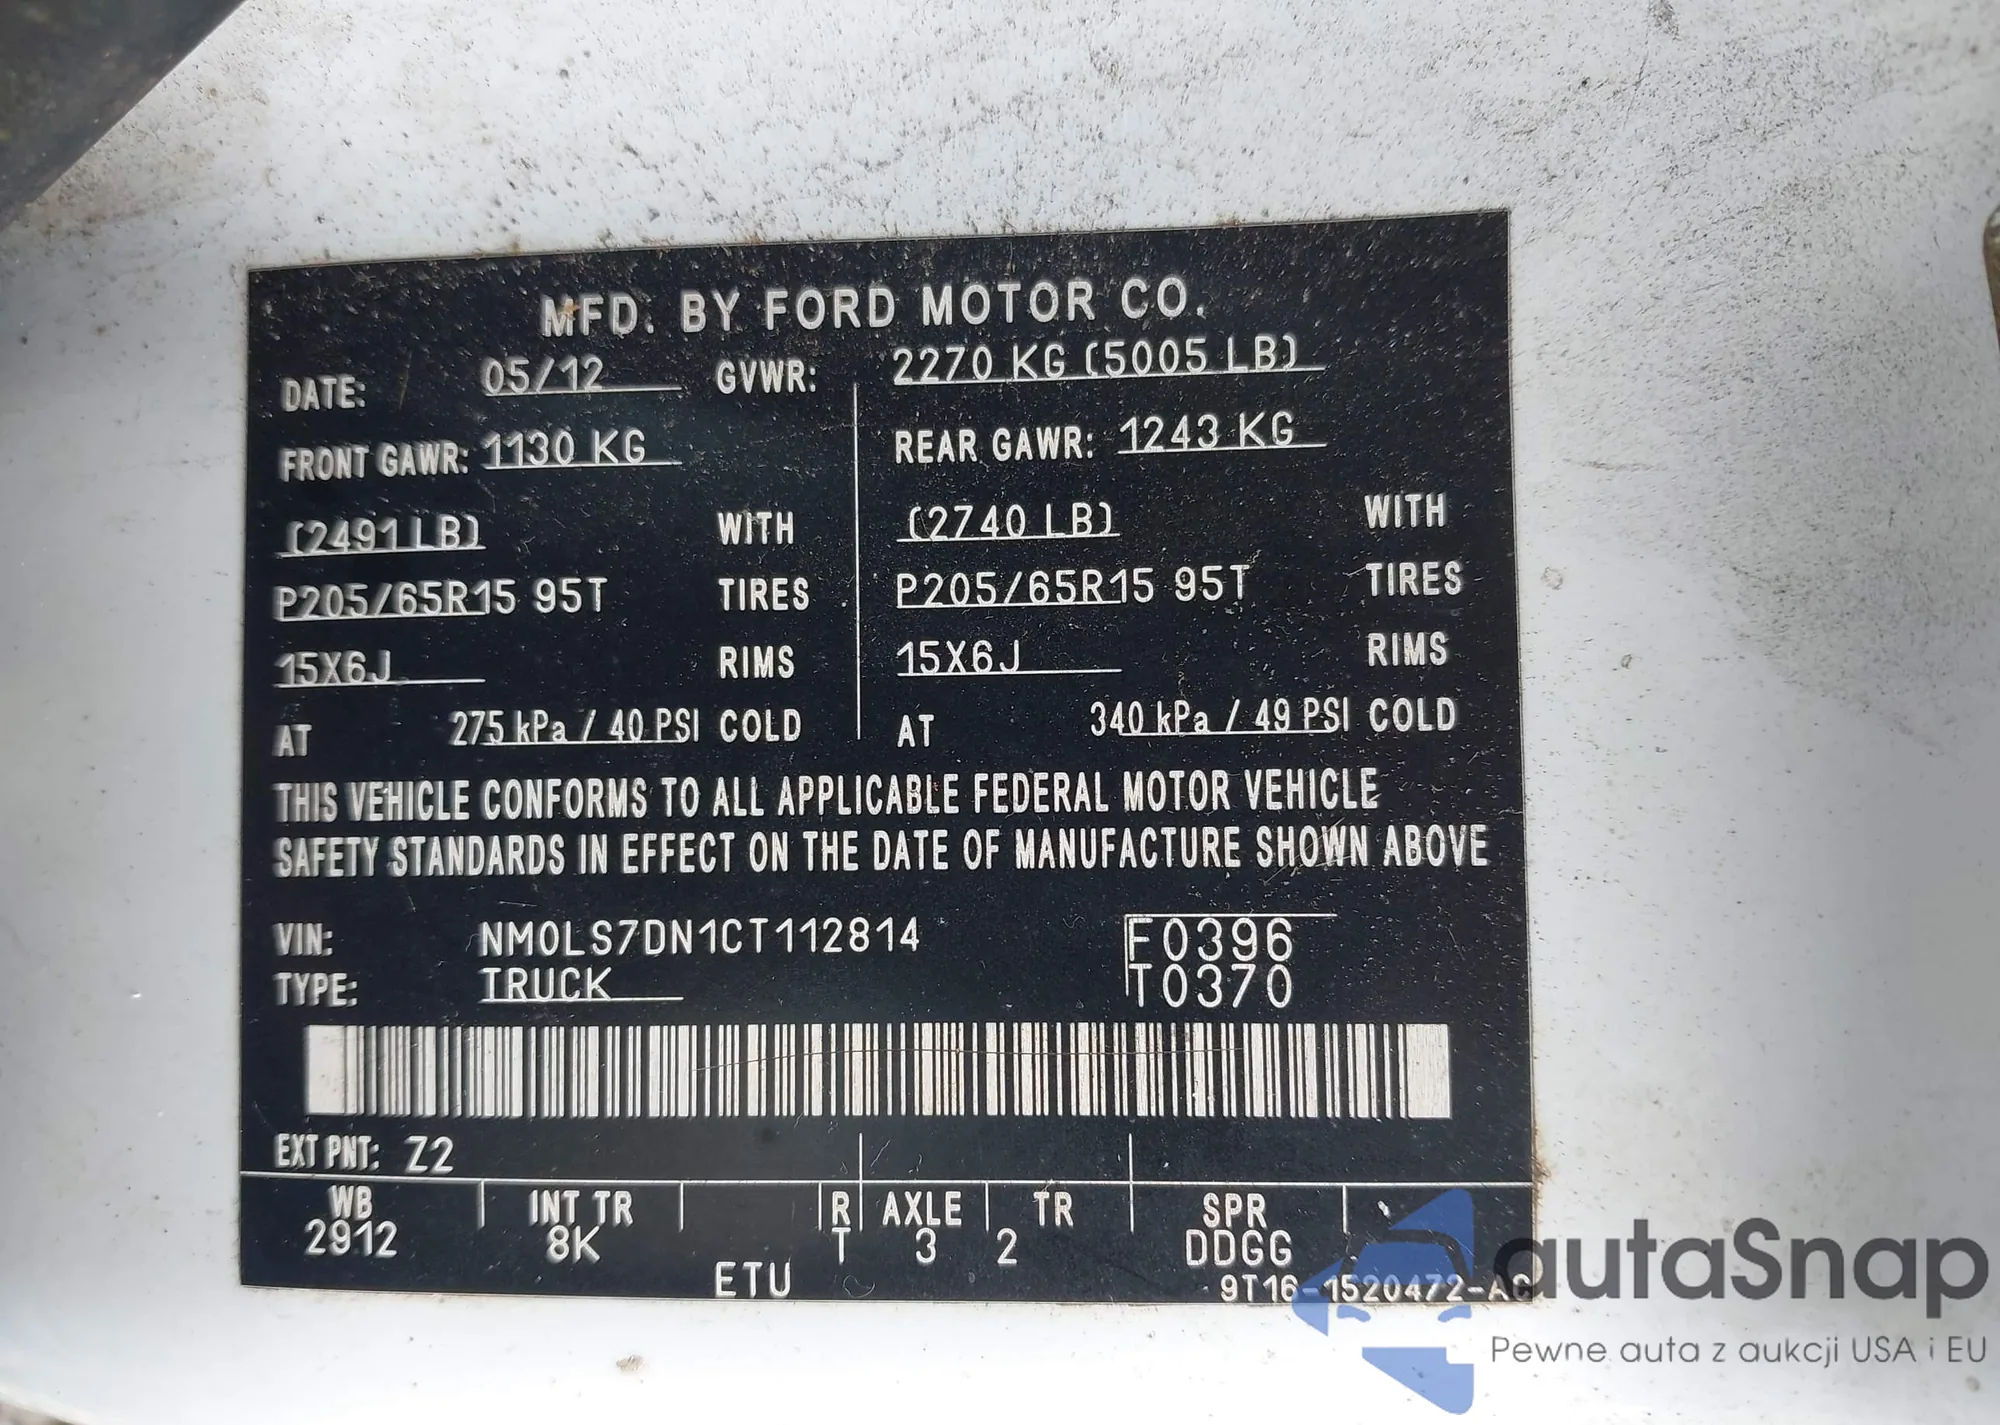 MFD. BY FORD MOTOR CO.
DATE: 05/12 GVWR: 2270 KG (5005 LB)
FRONT GAWR: 1130 KG REAR GAWR: 1243 KG
(2491 LB) WITH (2740 LB) WITH
P205/65R15 95T TIRES P205/65R15 95T TIRES
15X6J RIMS 15X6J RIMS
AT 275 kPa / 40 PSI COLD AT 340 kPa / 49 PSI COLD
THIS VEHICLE CONFORMS TO ALL APPLICABLE FEDERAL MOTOR VEHICLE
SAFETY STANDARDS IN EFFECT ON THE DATE OF MANUFACTURE SHOWN ABOVE
VIN: NM0LS7DN1CT112814 F0396
TYPE: TRUCK T0370
EXT PNT: Z2
WB INT TR R AXLE TR SPR
2912 8K T 3 2 DDGG
ETU 9T16-1520472-AC
autaSnap
Pewne auta z aukcji USA i EU